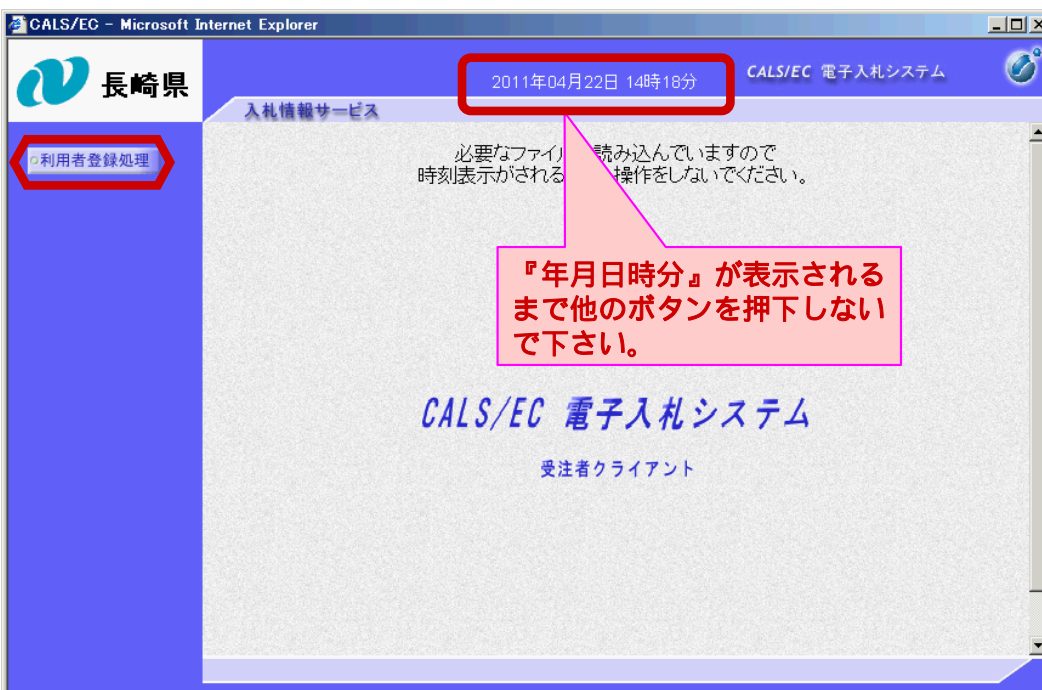 CALS/EC - Microsoft Internet Explorer
長崎県
2011年04月22日 14時18分
CALS/EC 電子入札システム
入札情報サービス
利用者登録処理
必要なファイル 読み込んでいますので
時刻表示がされる 操作をしないでください。
『年月日時分』が表示される
まで他のボタンを押下しない
で下さい。
CALS/EC 電子入札システム
受注者クライアント